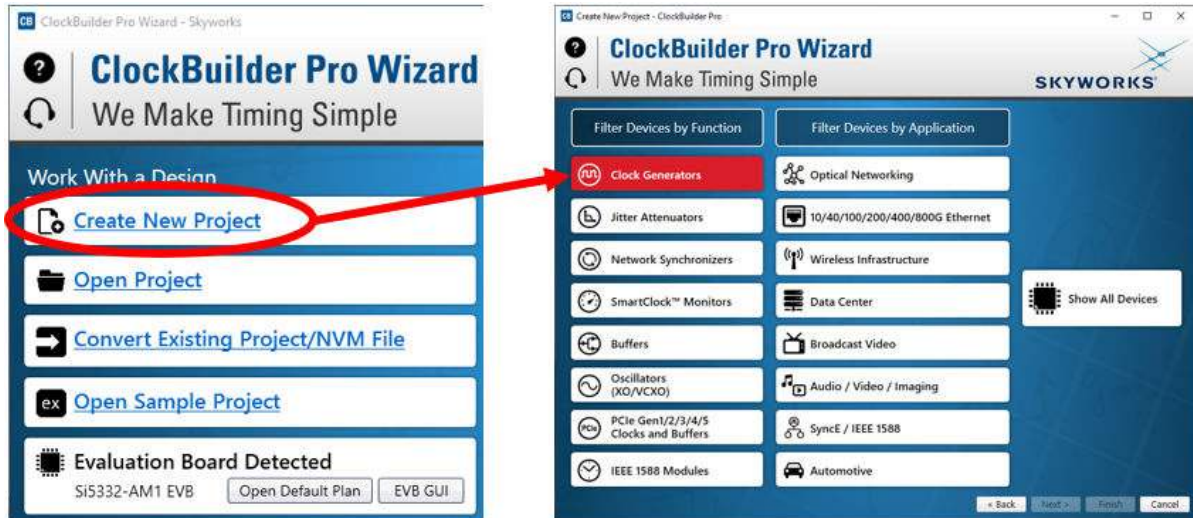 CB ClockBuilder Pro Wizard - Skyworks
?
ClockBuilder Pro Wizard
We Make Timing Simple
Work With a Design
Create New Project
Open Project
Convert Existing Project/NVM File
ex Open Sample Project
Evaluation Board Detected
Si5332-AM1 EVB
Open Default Plan
EVB GUI
CB Create New Project - ClockBuilder Pro
?
ClockBuilder Pro Wizard
We Make Timing Simple
SKYWORKS
Filter Devices by Function
Clock Generators
Jitter Attenuators
Network Synchronizers
SmartClock™ Monitors
Buffers
Oscillators
(XO/VCXO)
PCIe
PCIe Gen1/2/3/4/5
Clocks and Buffers
IEEE 1588 Modules
Filter Devices by Application
Optical Networking
10/40/100/200/400/800G Ethernet
Wireless Infrastructure
Data Center
Broadcast Video
Audio / Video / Imaging
SyncE / IEEE 1588
Automotive
Show All Devices
< Back
Next >
Finish
Cancel